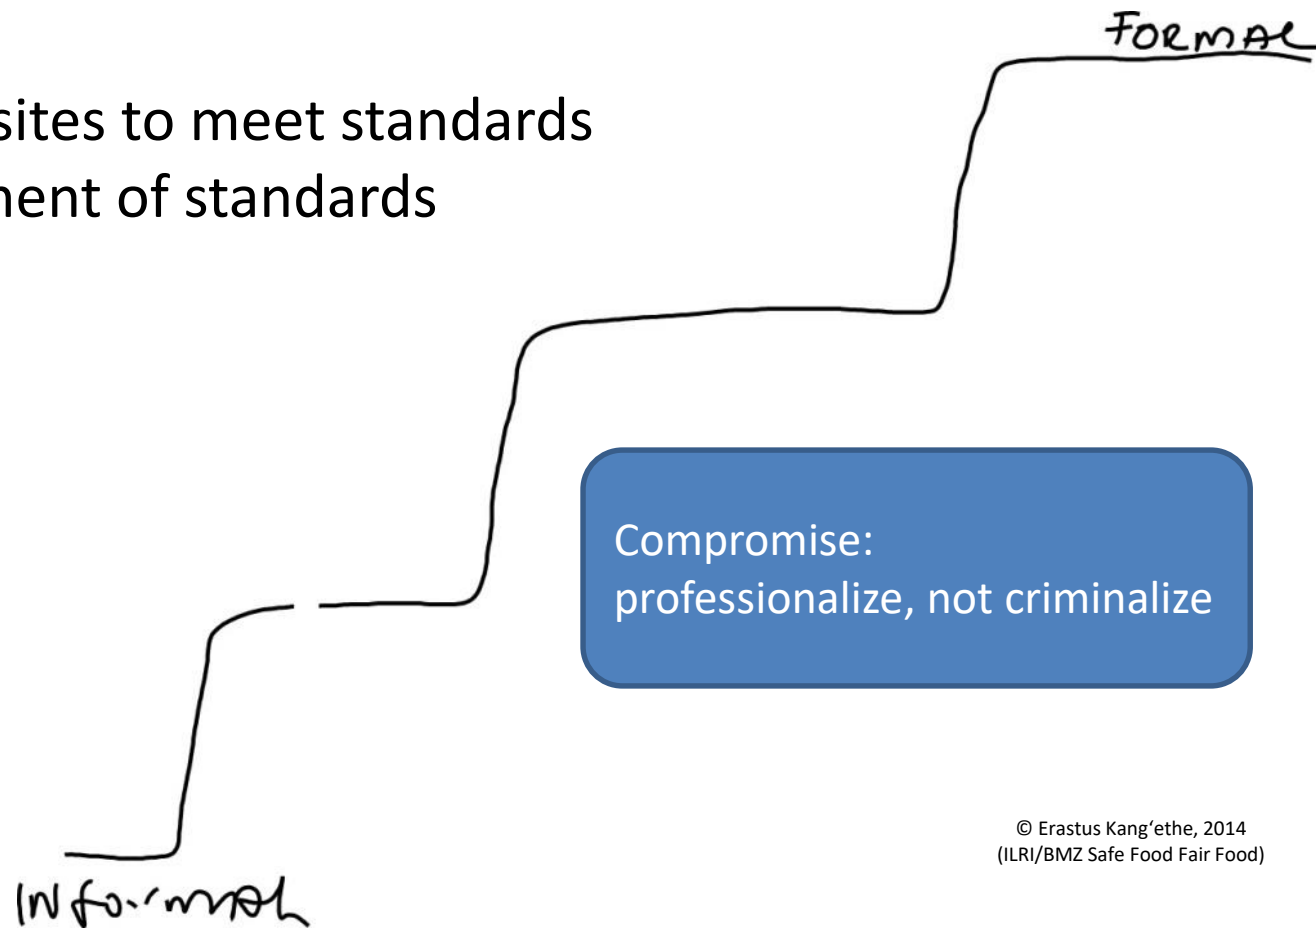 FORMAL
sites to meet standards
ment of standards
Compromise:
professionalize, not criminalize
© Erastus Kang‘ethe, 2014
(ILRI/BMZ Safe Food Fair Food)
INFORMAL